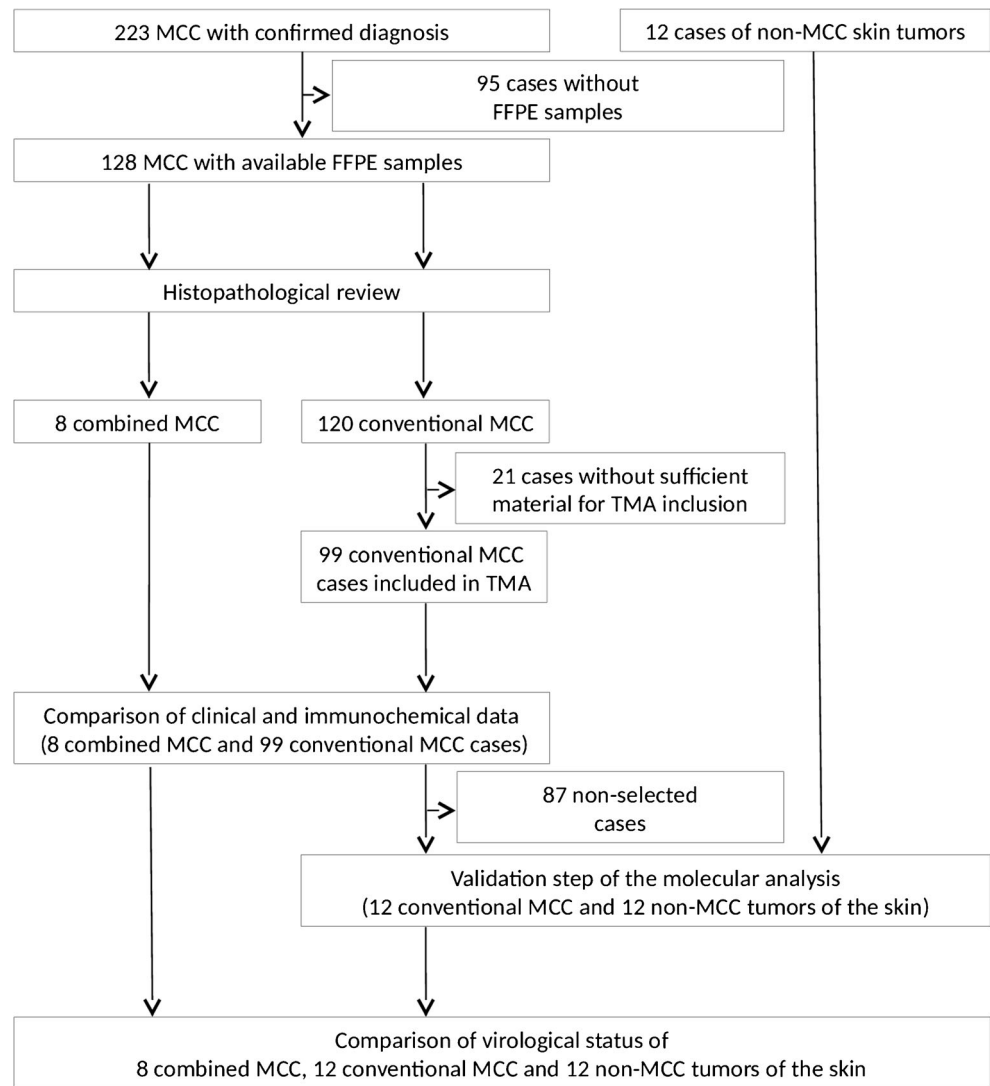 223 MCC with confirmed diagnosis
12 cases of non-MCC skin tumors
95 cases without
FFPE samples
128 MCC with available FFPE samples
Histopathological review
8 combined MCC
120 conventional MCC
21 cases without sufficient
material for TMA inclusion
99 conventional MCC
cases included in TMA
Comparison of clinical and immunochemical data
(8 combined MCC and 99 conventional MCC cases)
87 non-selected
cases
Validation step of the molecular analysis
(12 conventional MCC and 12 non-MCC tumors of the skin)
Comparison of virological status of
8 combined MCC, 12 conventional MCC and 12 non-MCC tumors of the skin